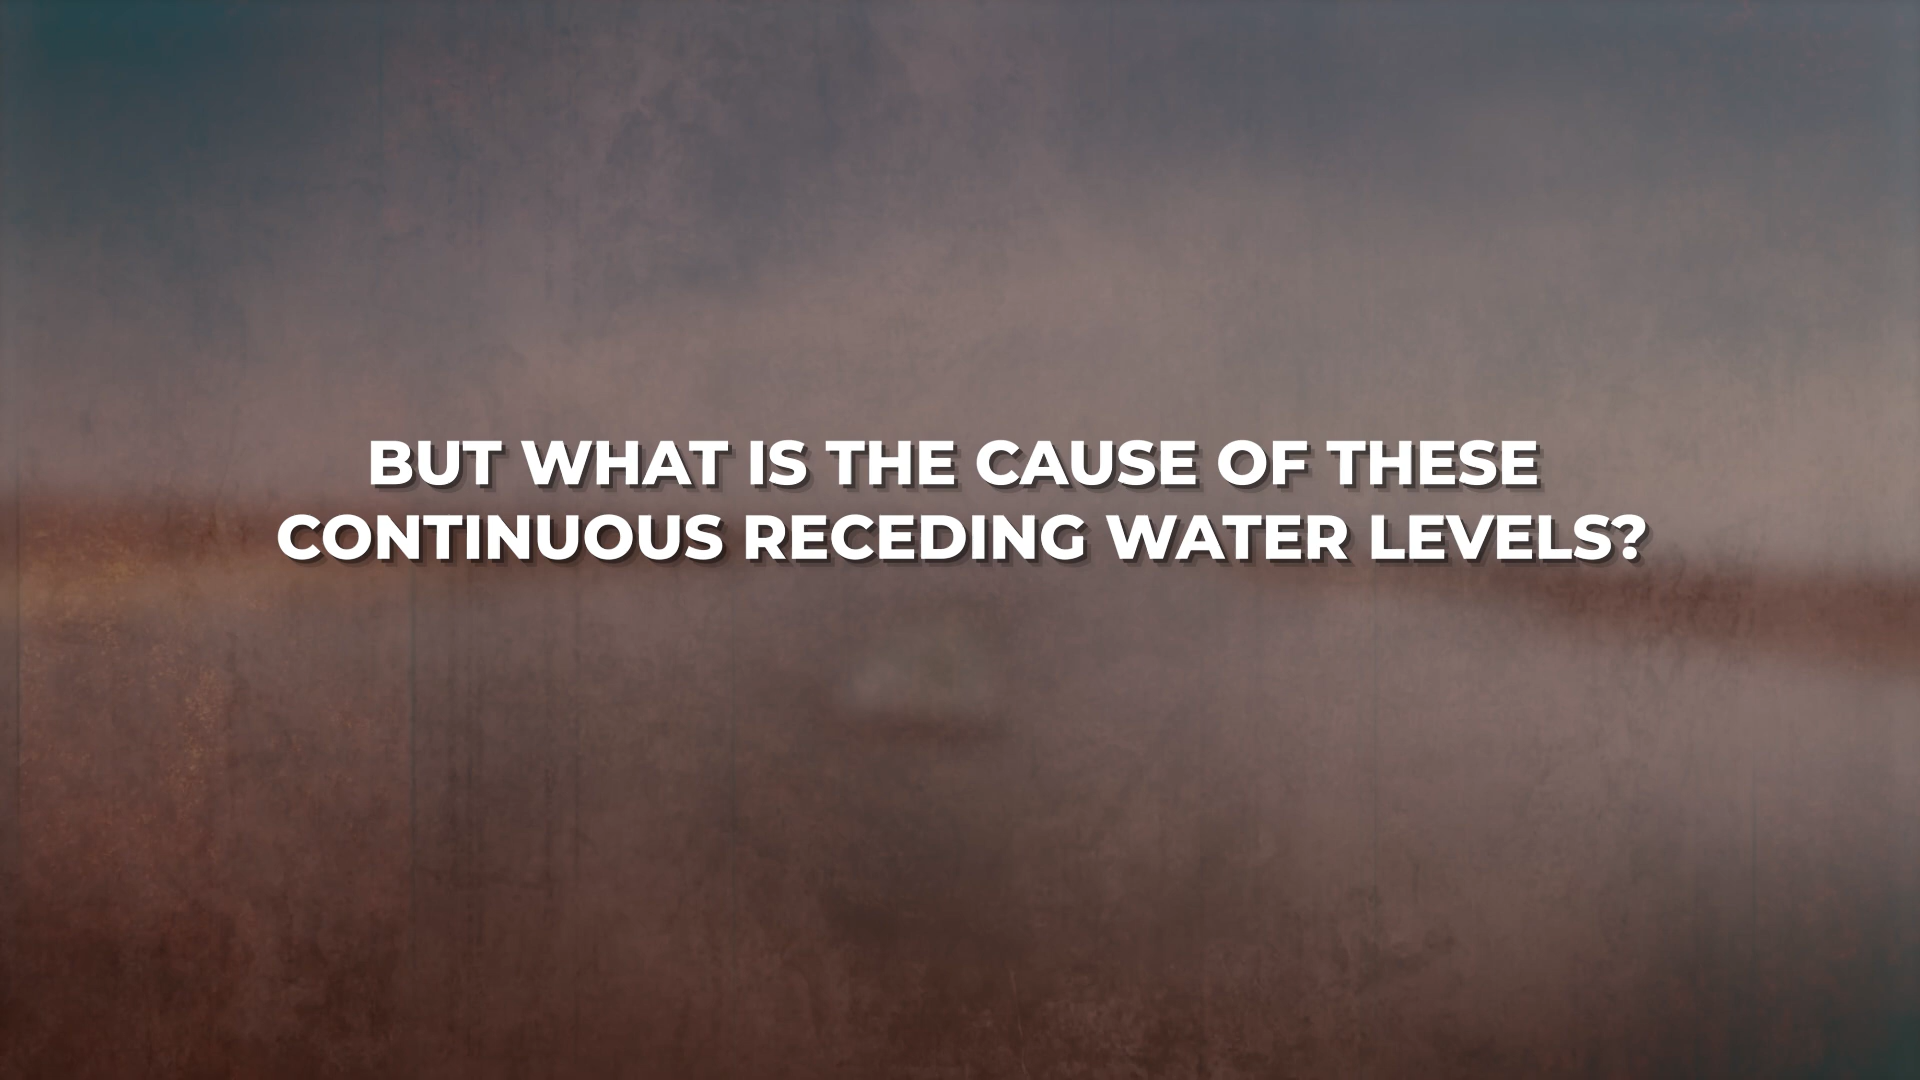 BUT WHAT IS THE CAUSE OF THESE
CONTINUOUS RECEDING WATER LEVELS?